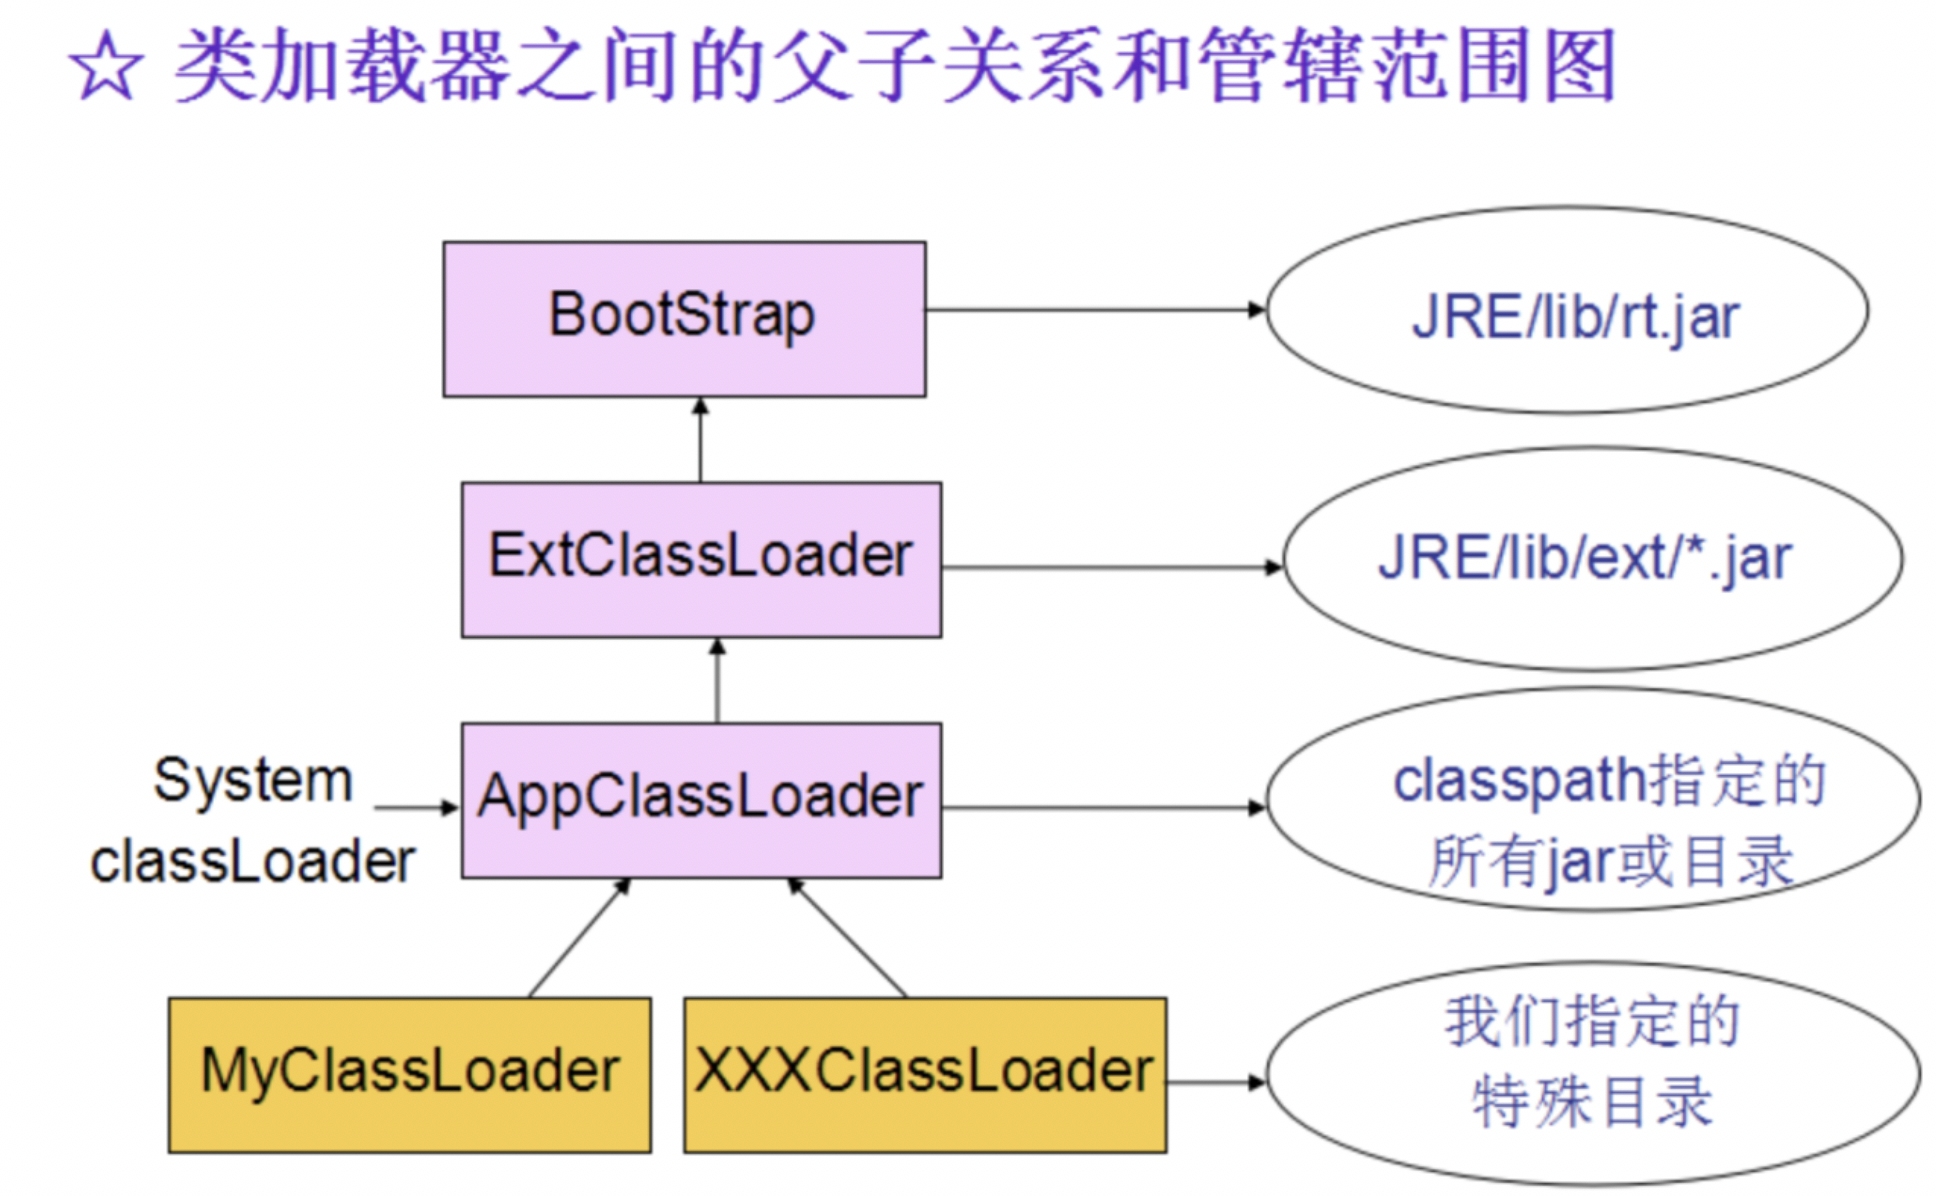 ☆ 类加载器之间的父子关系和管辖范围图
BootStrap
JRE/lib/rt.jar
ExtClassLoader
JRE/lib/ext/*.jar
System
classLoader
AppClassLoader
classpath指定的
所有jar或目录
MyClassLoader
XXXClassLoader
我们指定的
特殊目录